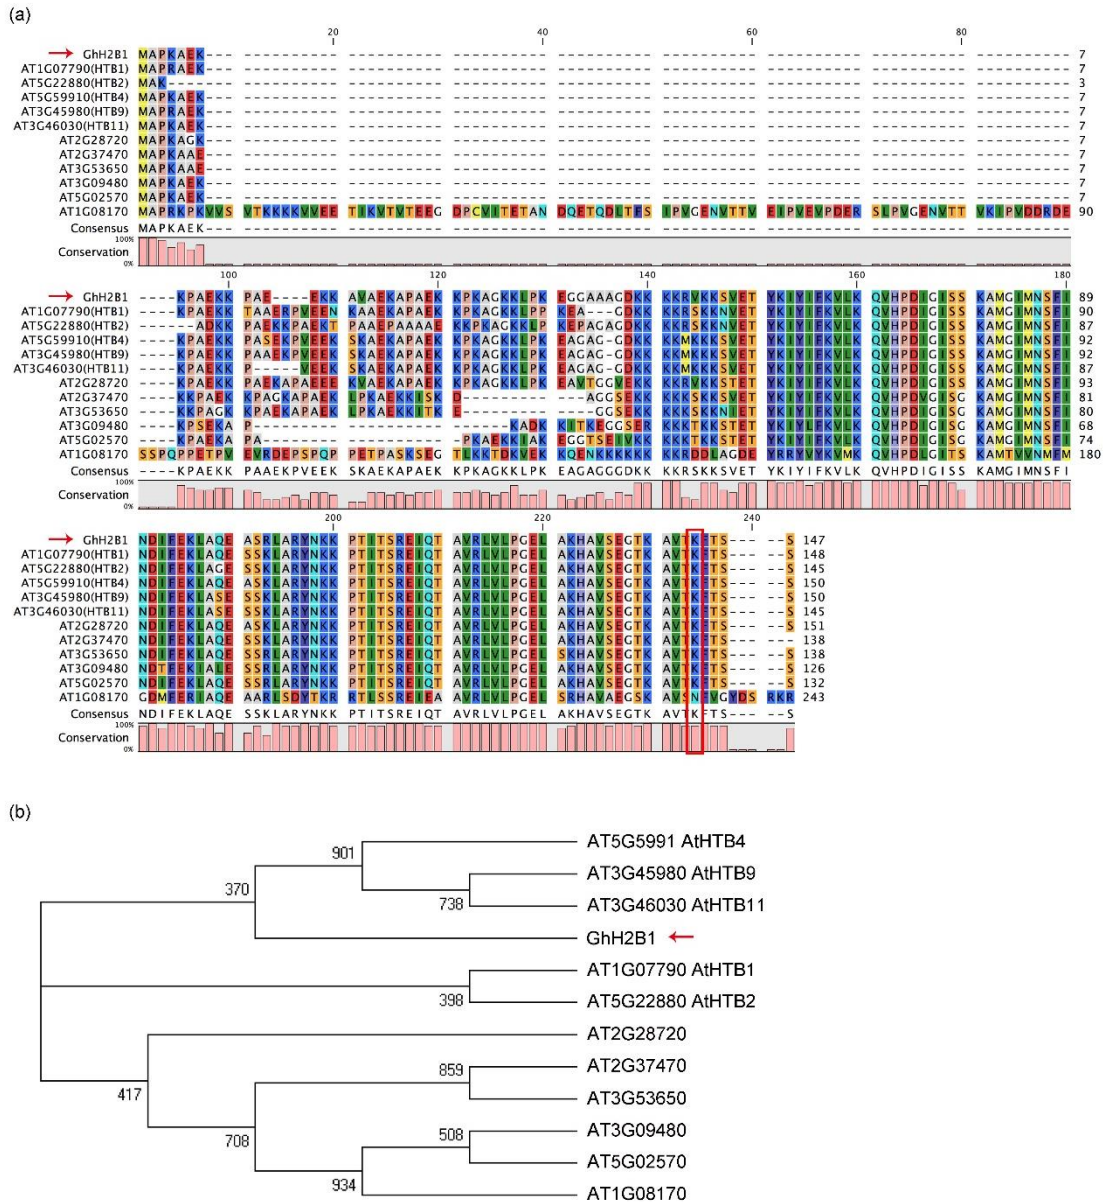 (a)
20 40 60 80
→ GhH2B1 MAPKAEK--- ---------- ---------- ---------- ---------- ---------- ---------- ---------- ---------- 7
AT1G07790(HTB1) MAPRAEK--- ---------- ---------- ---------- ---------- ---------- ---------- ---------- ---------- 7
AT5G22880(HTB2) MAK------- ---------- ---------- ---------- ---------- ---------- ---------- ---------- ---------- 3
AT5G59910(HTB4) MAPKAEK--- ---------- ---------- ---------- ---------- ---------- ---------- ---------- ---------- 7
AT3G45980(HTB9) MAPRAEK--- ---------- ---------- ---------- ---------- ---------- ---------- ---------- ---------- 7
AT3G46030(HTB11) MAPKAEK--- ---------- ---------- ---------- ---------- ---------- ---------- ---------- ---------- 7
AT2G28720 MAPKAGK--- ---------- ---------- ---------- ---------- ---------- ---------- ---------- ---------- 7
AT2G37470 MAPKAAE--- ---------- ---------- ---------- ---------- ---------- ---------- ---------- ---------- 7
AT3G53650 MAPKAAE--- ---------- ---------- ---------- ---------- ---------- ---------- ---------- ---------- 7
AT3G09480 MAPKAEK--- ---------- ---------- ---------- ---------- ---------- ---------- ---------- ---------- 7
AT5G02570 MAPKAEK--- ---------- ---------- ---------- ---------- ---------- ---------- ---------- ---------- 7
AT1G08170 MAPRKPKVVS VTKKKKVVEE TIKVTVTEEG DPCVITETAN DQETQDLTFS IPVGENVTTV EIPVEVPDER SLPVGENVTT VKIPVDDRDE 90
Consensus MAPKAEK--- ---------- ---------- ---------- ---------- ---------- ---------- ---------- ----------
100%
Conservation
0%
100 120 140 160 180
→ GhH2B1 ----KPAEKK PAE----EKK AVAEKAPAEK KPKAGKKLPK EGGAAAGDKK KKRVKKSVET YKIYIFKVLK QVHPDIGISS KAMGIMNSFI 89
AT1G07790(HTB1) ----KPAEKK TAAERPVEEN KAAEKAPAEK KPKAGKKLPP KEA--GDKK KKRSKKNVET YKIYIFKVLK QVHPDIGISS KAMGIMNSFI 90
AT5G22880(HTB2) ------ADKK PAEKKPAEKT PAAEPAAAAE KKPKAGKKLP KEPAGAGDKK KKRSKKNVET YKIYIFKVLK QVHPDIGISS KAMGIMNSFI 87
AT5G59910(HTB4) ----KPAEKK PASEKPVEEK SKAEKAPAEK KPKAGKKLPK EAGAG-GDKK KKMKKKSVET YKIYIFKVLK QVHPDIGISS KAMGIMNSFI 92
AT3G45980(HTB9) ----KPAEKK PAAEKPVEEK SKAEKAPAEK KPKAGKKLPK EAGAG-GDKK KKMKKKSVET YKIYIFKVLK QVHPDIGISS KAMGIMNSFI 92
AT3G46030(HTB11) ----KPAEKK P-----VEEK SKAEKAPAEK KPKAGKKLPK EAGAG-GDKK KKMKKKSVET YKIYIFKVLK QVHPDIGISS KAMGIMNSFI 87
AT2G28720 ----KPAEKK PAEKAPAEEE KVAEKAPAEK KPKAGKKLPK EAVTGGVEKK KKRVKKSTET YKIYIFKVLK QVHPDIGISS KAMGIMNSFI 93
AT2G37470 ----KKPAEK KPAGKAPAEK LPKAEKKISK D------------AGGSEKK KKKSKKSVET YKIYIFKVLK QVHPDVGISG KAMGIMNSFI 81
AT3G53650 ----KKPAGK KPAEKAPAEK LPKAEKKITK E-------------GGSEKK KKKSKKNIET YKIYIFKVLK QVHPDIGISG KAMGIMNSFI 80
AT3G09480 ----KPSEKA P--------------------------KADK KITKEGGSER KKKTKKSTET YKIYLFKVLK QVHPDIGISG KAMGIMNSFI 68
AT5G02570 ----KPAEKA PA-------------------PKAEKKIAK EGGTSEIVKK KKKTKKSTET YKIYIFKVLK QVHPDIGISG KAMGIMNSFI 74
AT1G08170 SSPQPPETPV EVRDEPSPQP PETPASKSEG TLKKTDKVEK KQENKKKKKK KKRDDLAGDE YRRYVYKVMK QVHPDLGITS KAMTVVNMFM 180
Consensus ----KPAEKK PAAEKPVEEK SKAEKAPAEK KPKAGKKLPK EAGAGGGDKK KKRSKKSVET YKIYIFKVLK QVHPDIGISS KAMGIMNSFI
100%
Conservation
0%
200 220 240
→ GhH2B1 NDIFEKLAQE ASRLARYNKK PTITSREIQT AVRLVLPGEL AKHAVSEGTK AVTKFTS--- --S 147
AT1G07790(HTB1) NDIFEKLAQE SSKLARYNKK PTITSREIQT AVRLVLPGEL AKHAVSEGTK AVTKFTS--- --S 148
AT5G22880(HTB2) NDIFEKLAGE SSKLARYNKK PTITSREIQT AVRLVLPGEL AKHAVSEGTK AVTKFTS--- --S 145
AT5G59910(HTB4) NDIFEKLAQE ASKLARYNKK PTITSREIQT AVRLVLPGEL AKHAVSEGTK AVTKFTS--- --S 150
AT3G45980(HTB9) NDIFEKLASE SSKLARYNKK PTITSREIQT AVRLVLPGEL AKHAVSEGTK AVTKFTS--- --S 150
AT3G46030(HTB11) NDIFEKLAQE SSKLARYNKK PTITSREIQT AVRLVLPGEL AKHAVSEGTK AVTKFTS--- --S 145
AT2G28720 NDIFEKLAQE AAKLARYNKK PTITSREIQT AVRLVLPGEL AKHAVSEGTK AVTKFTS--- --S 151
AT2G37470 NDIFEKLAQE SSKLARYNKK PTITSREIQT AVRLVLPGEL AKHAVSEGTK AVTKFTS--- --- 138
AT3G53650 NDIFEKLAQE SSRLARYNKK PTITSREIQT AVRLVLPGEL SKHAVSEGTK AVTKFTS--- --S 138
AT3G09480 NDTFEKIALE SSRLARYNKK PTITSREIQT AVRLVLPGEL AKHAVSEGTK AVTKFTS--- --S 126
AT5G02570 NDIFEKLAQE SSRLARYNKK PTITSREIQT AVRLVLPGEL AKHAVSEGTK AVTKFTS--- --S 132
AT1G08170 GDMFERIAQE AARLSDYTKR RTLSSREIEA AVRLVLPGEL SRHAVAEGSK AVSNFVGYDS RKR 243
Consensus NDIFEKLAQE SSKLARYNKK PTITSREIQT AVRLVLPGEL AKHAVSEGTK AVTKFTS--- --S
100%
Conservation
0%
(b)
AT5G5991 AtHTB4
901
AT3G45980 AtHTB9
370
738
AT3G46030 AtHTB11
GhH2B1 ←
AT1G07790 AtHTB1
398
AT5G22880 AtHTB2
AT2G28720
417
859
AT2G37470
AT3G53650
708
508
AT3G09480
AT5G02570
934
AT1G08170